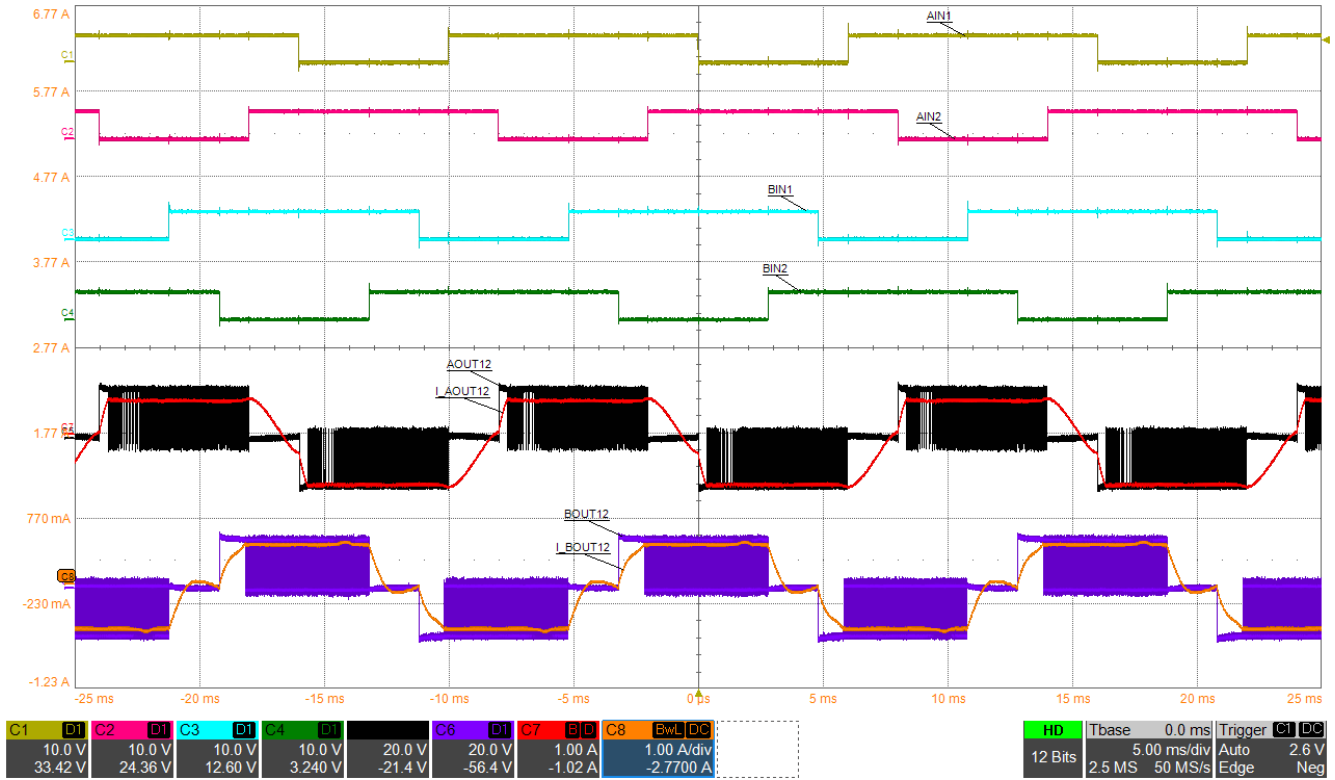 6.77 A
AIN1
C1
5.77 A
AIN2
C2
4.77 A
BIN1
C3
3.77 A
BIN2
C4
2.77 A
AOUT12
I_AOUT12
1.77 A
770 mA
BOUT12
I_BOUT12
C8
-230 mA
-1.23 A
-25 ms -20 ms -15 ms -10 ms -5 ms 0 µs 5 ms 10 ms 15 ms 20 ms 25 ms
C1 D1 C2 D1 C3 D1 C4 D1 C6 D1 C7 B D C8 BwL DC HD Tbase 0.0 ms Trigger C1 DC
10.0 V 10.0 V 10.0 V 10.0 V 20.0 V 20.0 V 1.00 A 1.00 A/div 12 Bits 5.00 ms/div Auto 2.6 V
33.42 V 24.36 V 12.60 V 3.240 V -21.4 V -56.4 V -1.02 A -2.7700 A 2.5 MS 50 MS/s Edge Neg